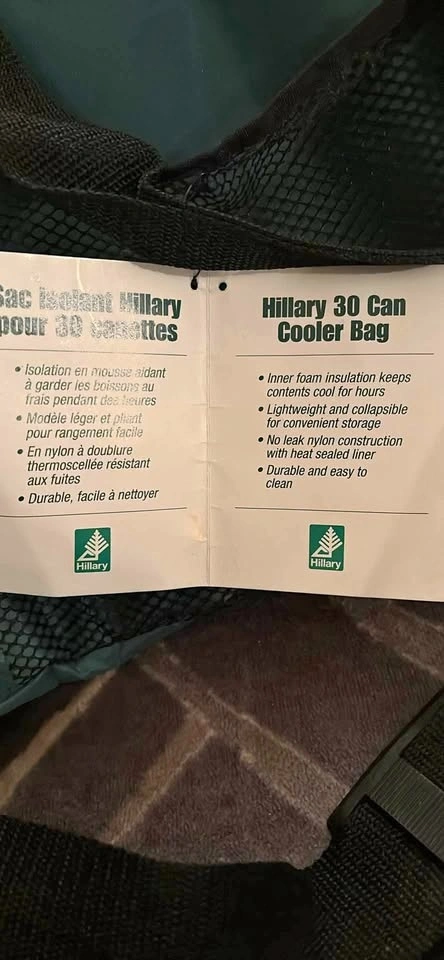 Sac Isolant Hillary
pour 30 canettes
• Isolation en mousse aidant
à garder les boissons au
frais pendant des heures
• Modèle léger et pliant
pour rangement facile
• En nylon à doublure
thermoscellée résistant
aux fuites
• Durable, facile à nettoyer
Hillary
Hillary 30 Can
Cooler Bag
• Inner foam insulation keeps
contents cool for hours
• Lightweight and collapsible
for convenient storage
• No leak nylon construction
with heat sealed liner
• Durable and easy to
clean
Hillary